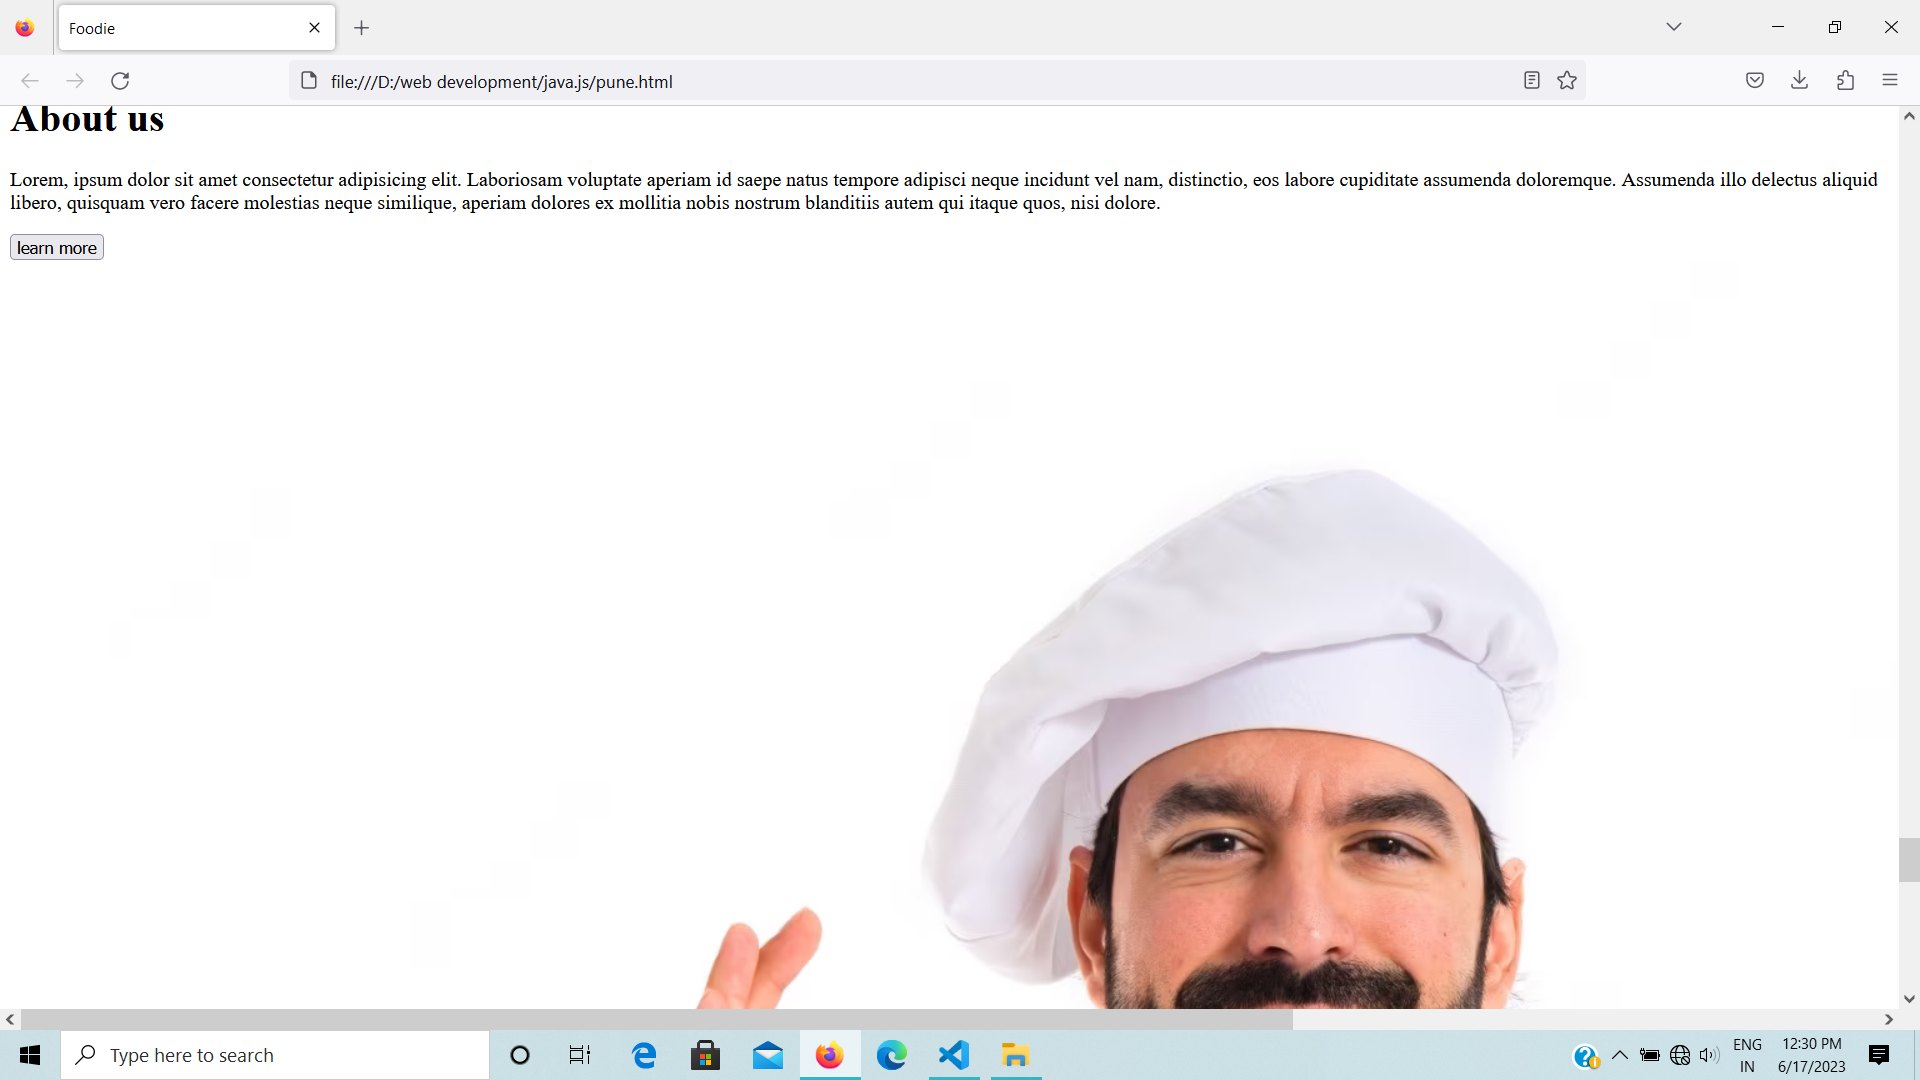 Foodie
file:///D:/web development/java.js/pune.html
About us
Lorem, ipsum dolor sit amet consectetur adipisicing elit. Laboriosam voluptate aperiam id saepe natus tempore adipisci neque incidunt vel nam, distinctio, eos labore cupiditate assumenda doloremque. Assumenda illo delectus aliquid
libero, quisquam vero facere molestias neque similique, aperiam dolores ex mollitia nobis nostrum blanditiis autem qui itaque quos, nisi dolore.
learn more
Type here to search
ENG
IN
12:30 PM
6/17/2023